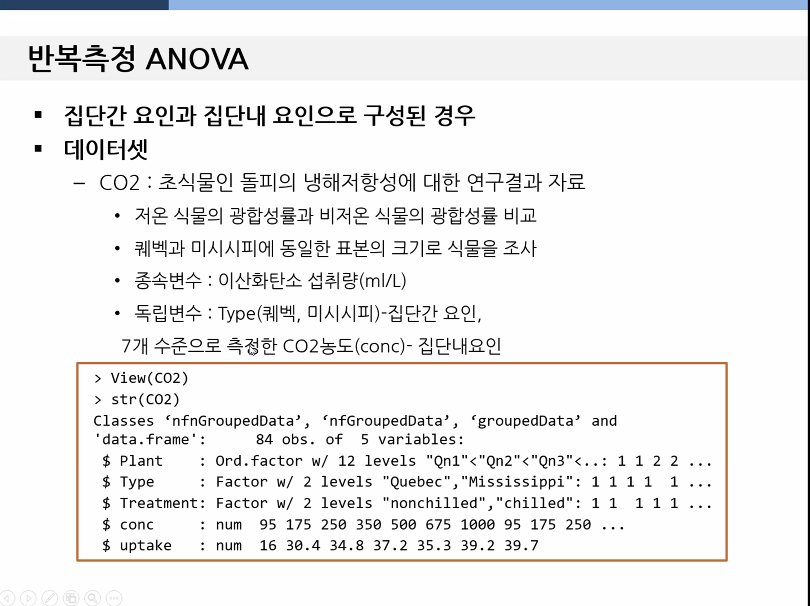 반복측정 ANOVA
▪ 집단간 요인과 집단내 요인으로 구성된 경우
▪ 데이터셋
– CO2 : 초식물인 돌피의 냉해저항성에 대한 연구결과 자료
• 저온 식물의 광합성률과 비저온 식물의 광합성률 비교
• 퀘벡과 미시시피에 동일한 표본의 크기로 식물을 조사
• 종속변수 : 이산화탄소 섭취량(ml/L)
• 독립변수 : Type(퀘벡, 미시시피)-집단간 요인,
7개 수준으로 측정한 CO2농도(conc)- 집단내요인
> View(CO2)
> str(CO2)
Classes ‘nfnGroupedData’, ‘nfGroupedData’, ‘groupedData’ and
'data.frame':      84 obs. of  5 variables:
 $ Plant    : Ord.factor w/ 12 levels "Qn1"<"Qn2"<"Qn3"<..: 1 1 2 2 ...
 $ Type     : Factor w/ 2 levels "Quebec","Mississippi": 1 1 1 1  1 ...
 $ Treatment: Factor w/ 2 levels "nonchilled","chilled": 1 1  1 1 1 ...
 $ conc     : num  95 175 250 350 500 675 1000 95 175 250 ...
 $ uptake   : num  16 30.4 34.8 37.2 35.3 39.2 39.7